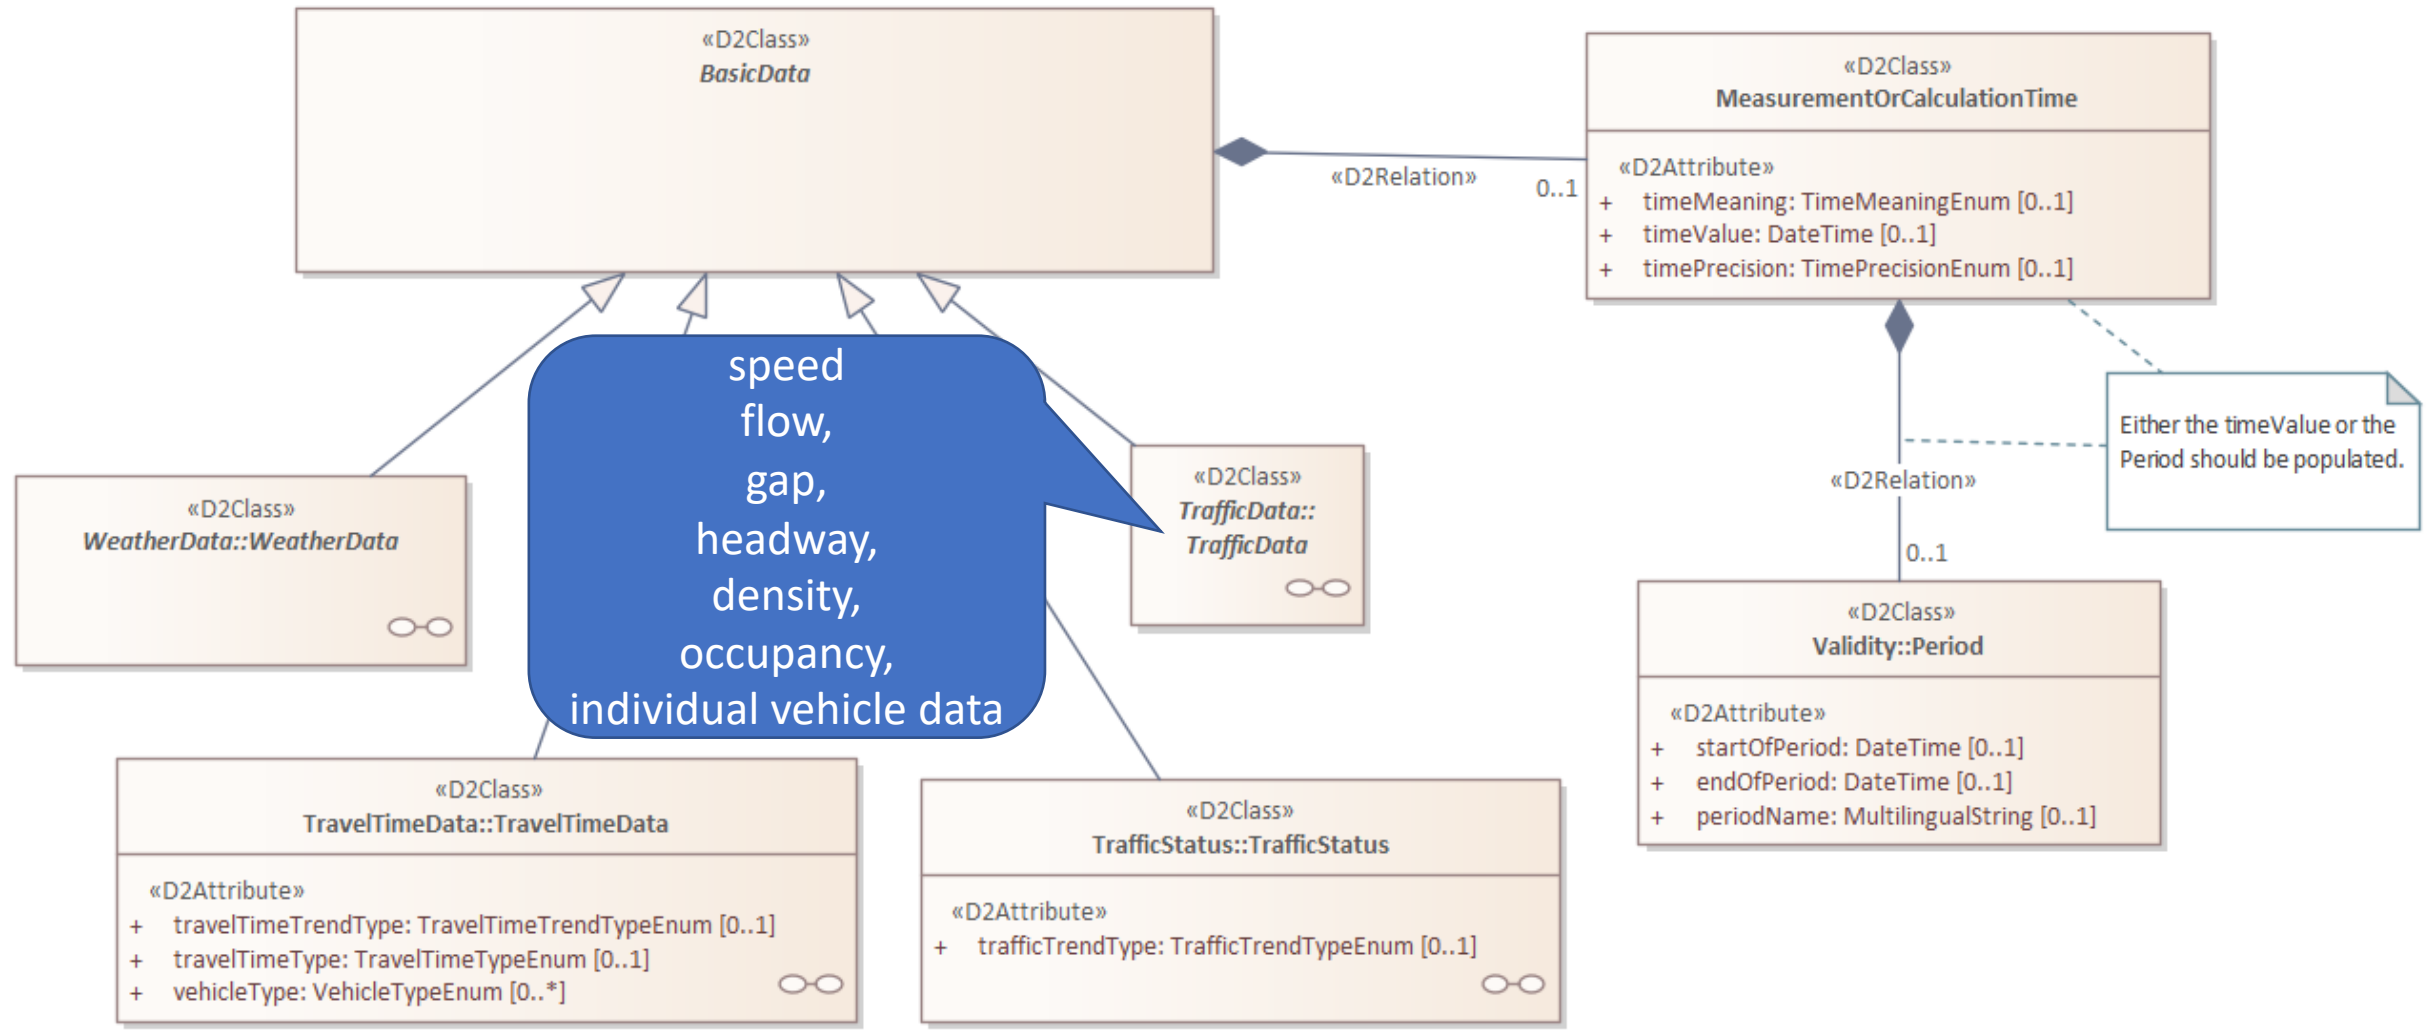 «D2Class»
BasicData
«D2Class»
MeasurementOrCalculationTime
«D2Attribute»
+ timeMeaning: TimeMeaningEnum [0..1]
+ timeValue: DateTime [0..1]
+ timePrecision: TimePrecisionEnum [0..1]
«D2Relation»
0..1
speed
flow,
gap,
headway,
density,
occupancy,
individual vehicle data
«D2Class»
WeatherData::WeatherData
«D2Class»
TrafficData::
TrafficData
Either the timeValue or the
Period should be populated.
«D2Relation»
0..1
«D2Class»
Validity::Period
«D2Attribute»
+ startOfPeriod: DateTime [0..1]
+ endOfPeriod: DateTime [0..1]
+ periodName: MultilingualString [0..1]
«D2Class»
TravelTimeData::TravelTimeData
«D2Attribute»
+ travelTimeTrendType: TravelTimeTrendTypeEnum [0..1]
+ travelTimeType: TravelTimeTypeEnum [0..1]
+ vehicleType: VehicleTypeEnum [0..*]
«D2Class»
TrafficStatus::TrafficStatus
«D2Attribute»
+ trafficTrendType: TrafficTrendTypeEnum [0..1]